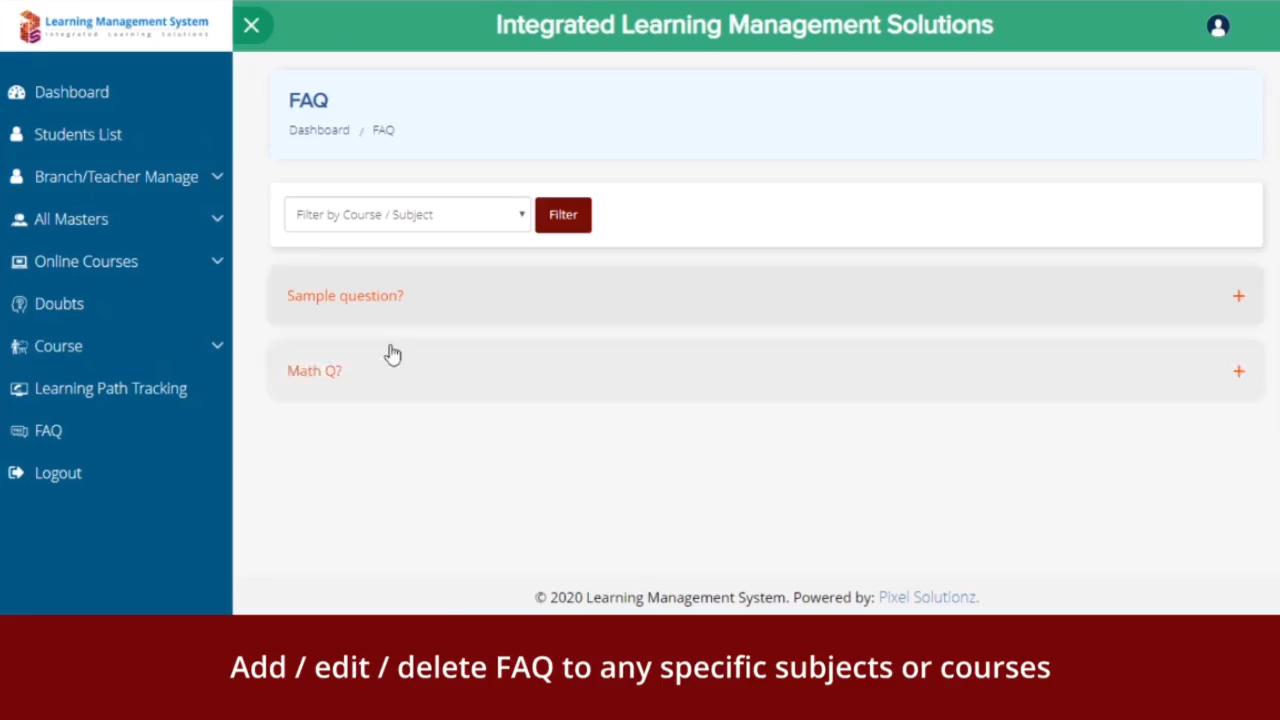 Learning Management System
Integrated Learning Solutions
Integrated Learning Management Solutions
Dashboard
Students List
Branch/Teacher Manage
All Masters
Online Courses
Doubts
Course
Learning Path Tracking
FAQ
Logout
FAQ
Dashboard / FAQ
Filter by Course / Subject
Filter
Sample question?
+
Math Q?
+
© 2020 Learning Management System. Powered by: Pixel Solutionz.
Add / edit / delete FAQ to any specific subjects or courses